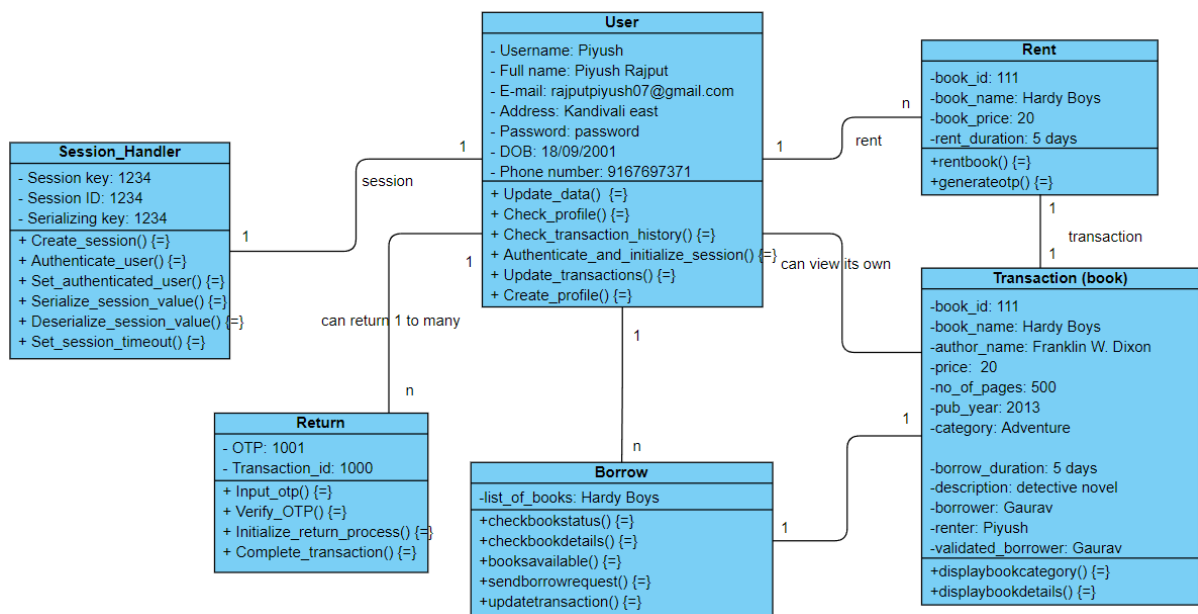 User
- Username: Piyush
- Full name: Piyush Rajput
- E-mail: rajputpiyush07@gmail.com
- Address: Kandivali east
- Password: password
- DOB: 18/09/2001
- Phone number: 9167697371
+ Update_data() {=}
+ Check_profile() {=}
+ Check_transaction_history() {=}
+ Authenticate_and_initialize_session() {=}
+ Update_transactions() {=}
+ Create_profile() {=}
Rent
-book_id: 111
-book_name: Hardy Boys
-book_price: 20
-rent_duration: 5 days
+rentbook() {=}
+generateotp() {=}
1
n
rent
Session_Handler
- Session key: 1234
- Session ID: 1234
- Serializing key: 1234
+ Create_session() {=}
+ Authenticate_user() {=}
+ Set_authenticated_user() {=}
+ Serialize_session_value() {=}
+ Deserialize_session_value() {=}
+ Set_session_timeout() {=}
1
session
1
1
transaction
1
can view its own
Transaction (book)
-book_id: 111
-book_name: Hardy Boys
-author_name: Franklin W. Dixon
-price:  20
-no_of_pages: 500
-pub_year: 2013
-category: Adventure
-borrow_duration: 5 days
-description: detective novel
-borrower: Gaurav
-renter: Piyush
-validated_borrower: Gaurav
+displaybookcategory() {=}
+displaybookdetails() {=}
1
can return 1 to many
n
Return
- OTP: 1001
- Transaction_id: 1000
+ Input_otp() {=}
+ Verify_OTP() {=}
+ Initialize_return_process() {=}
+ Complete_transaction() {=}
1
n
Borrow
-list_of_books: Hardy Boys
+checkbookstatus() {=}
+checkbookdetails() {=}
+booksavailable() {=}
+sendborrowrequest() {=}
+updatetransaction() {=}
1
1